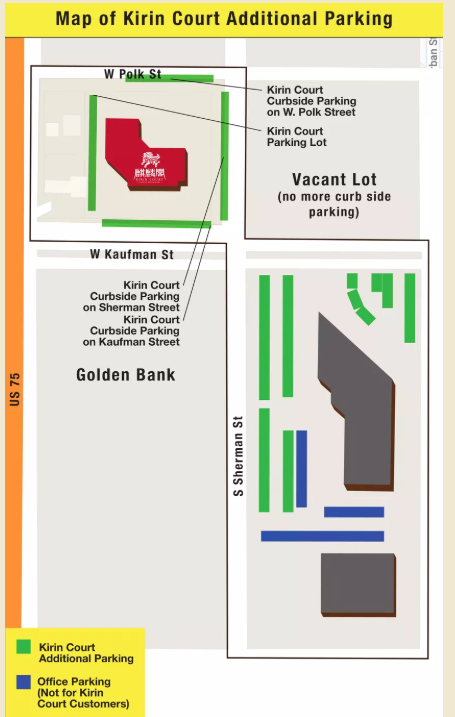 Map of Kirin Court Additional Parking
W Polk St
Kirin Court
Curbside Parking
on W. Polk Street
Kirin Court
Parking Lot
Vacant Lot
(no more curb side
parking)
W Kaufman St
Kirin Court
Curbside Parking
on Sherman Street
Kirin Court
Curbside Parking
on Kaufman Street
Golden Bank
US 75
S Sherman St
Kirin Court
Additional Parking
Office Parking
(Not for Kirin
Court Customers)